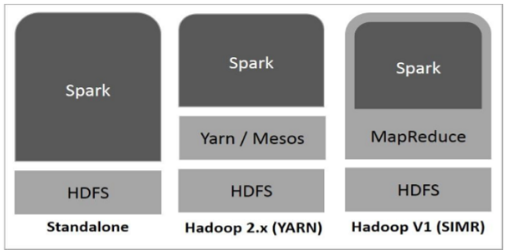 Spark
HDFS
Standalone
Spark
Yarn / Mesos
HDFS
Hadoop 2.x (YARN)
Spark
MapReduce
HDFS
Hadoop V1 (SIMR)